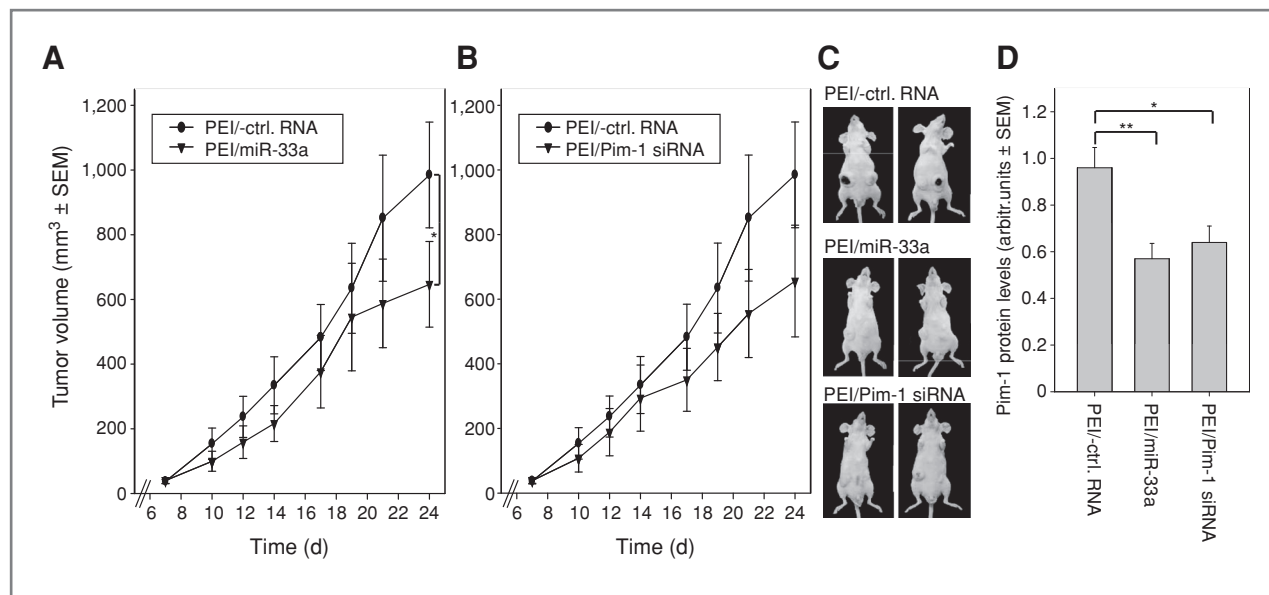 A
Tumor volume (mm³ ± SEM)
1,200
1,000
800
600
400
200
0
PEI/-ctrl. RNA
PEI/miR-33a
*
6 8 10 12 14 16 18 20 22 24
Time (d)
B
1,200
1,000
800
600
400
200
0
PEI/-ctrl. RNA
PEI/Pim-1 siRNA
6 8 10 12 14 16 18 20 22 24
Time (d)
C
PEI/-ctrl. RNA
PEI/miR-33a
PEI/Pim-1 siRNA
D
Pim-1 protein levels (arbitr.units ± SEM)
1.2
1.0
0.8
0.6
0.4
0.2
0
*
**
PEI/-ctrl. RNA
PEI/miR-33a
PEI/Pim-1 siRNA